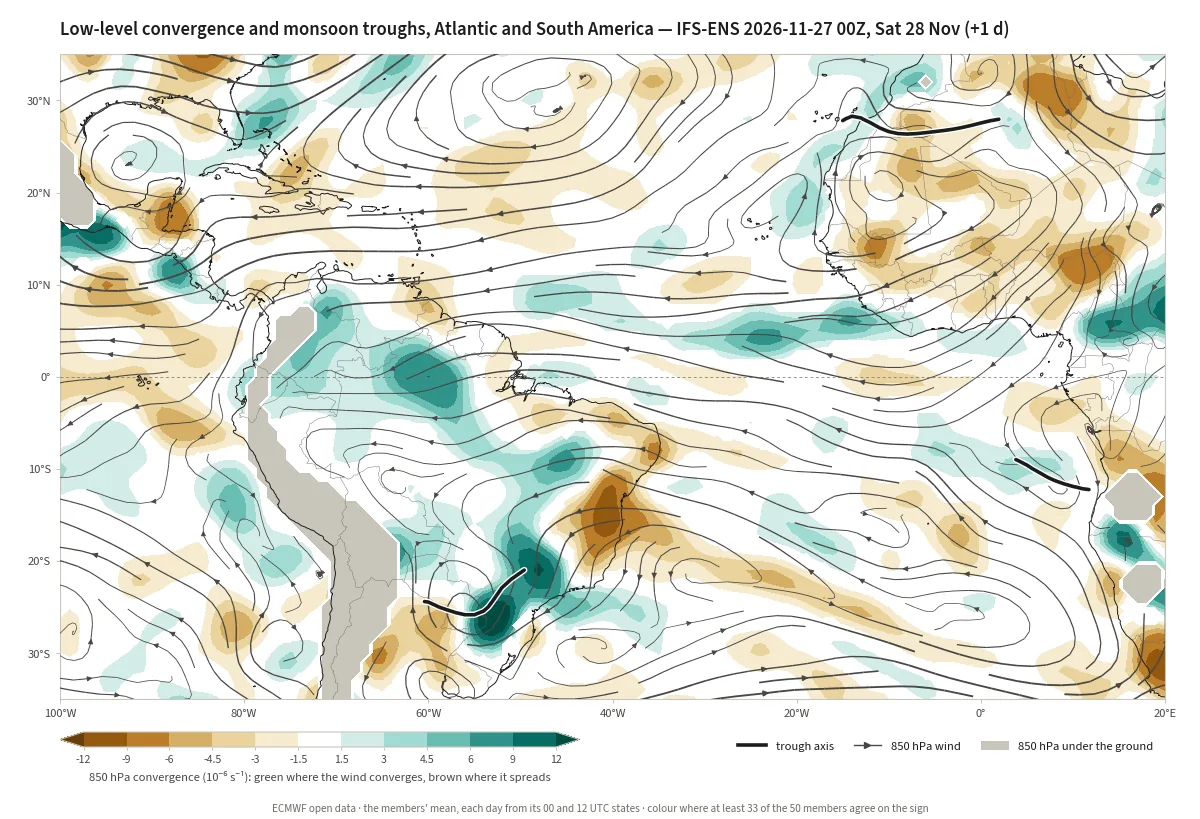 Low-level convergence and monsoon troughs, Atlantic and South America — IFS-ENS 2026-11-27 00Z, Sat 28 Nov (+1 d)
30°N
20°N
10°N
0°
10°S
20°S
30°S
100°W 80°W 60°W 40°W 20°W 0° 20°E
-12 -9 -6 -4.5 -3 -1.5 1.5 3 4.5 6 9 12
850 hPa convergence (10⁻⁶ s⁻¹): green where the wind converges, brown where it spreads
trough axis 850 hPa wind 850 hPa under the ground
ECMWF open data · the members' mean, each day from its 00 and 12 UTC states · colour where at least 33 of the 50 members agree on the sign